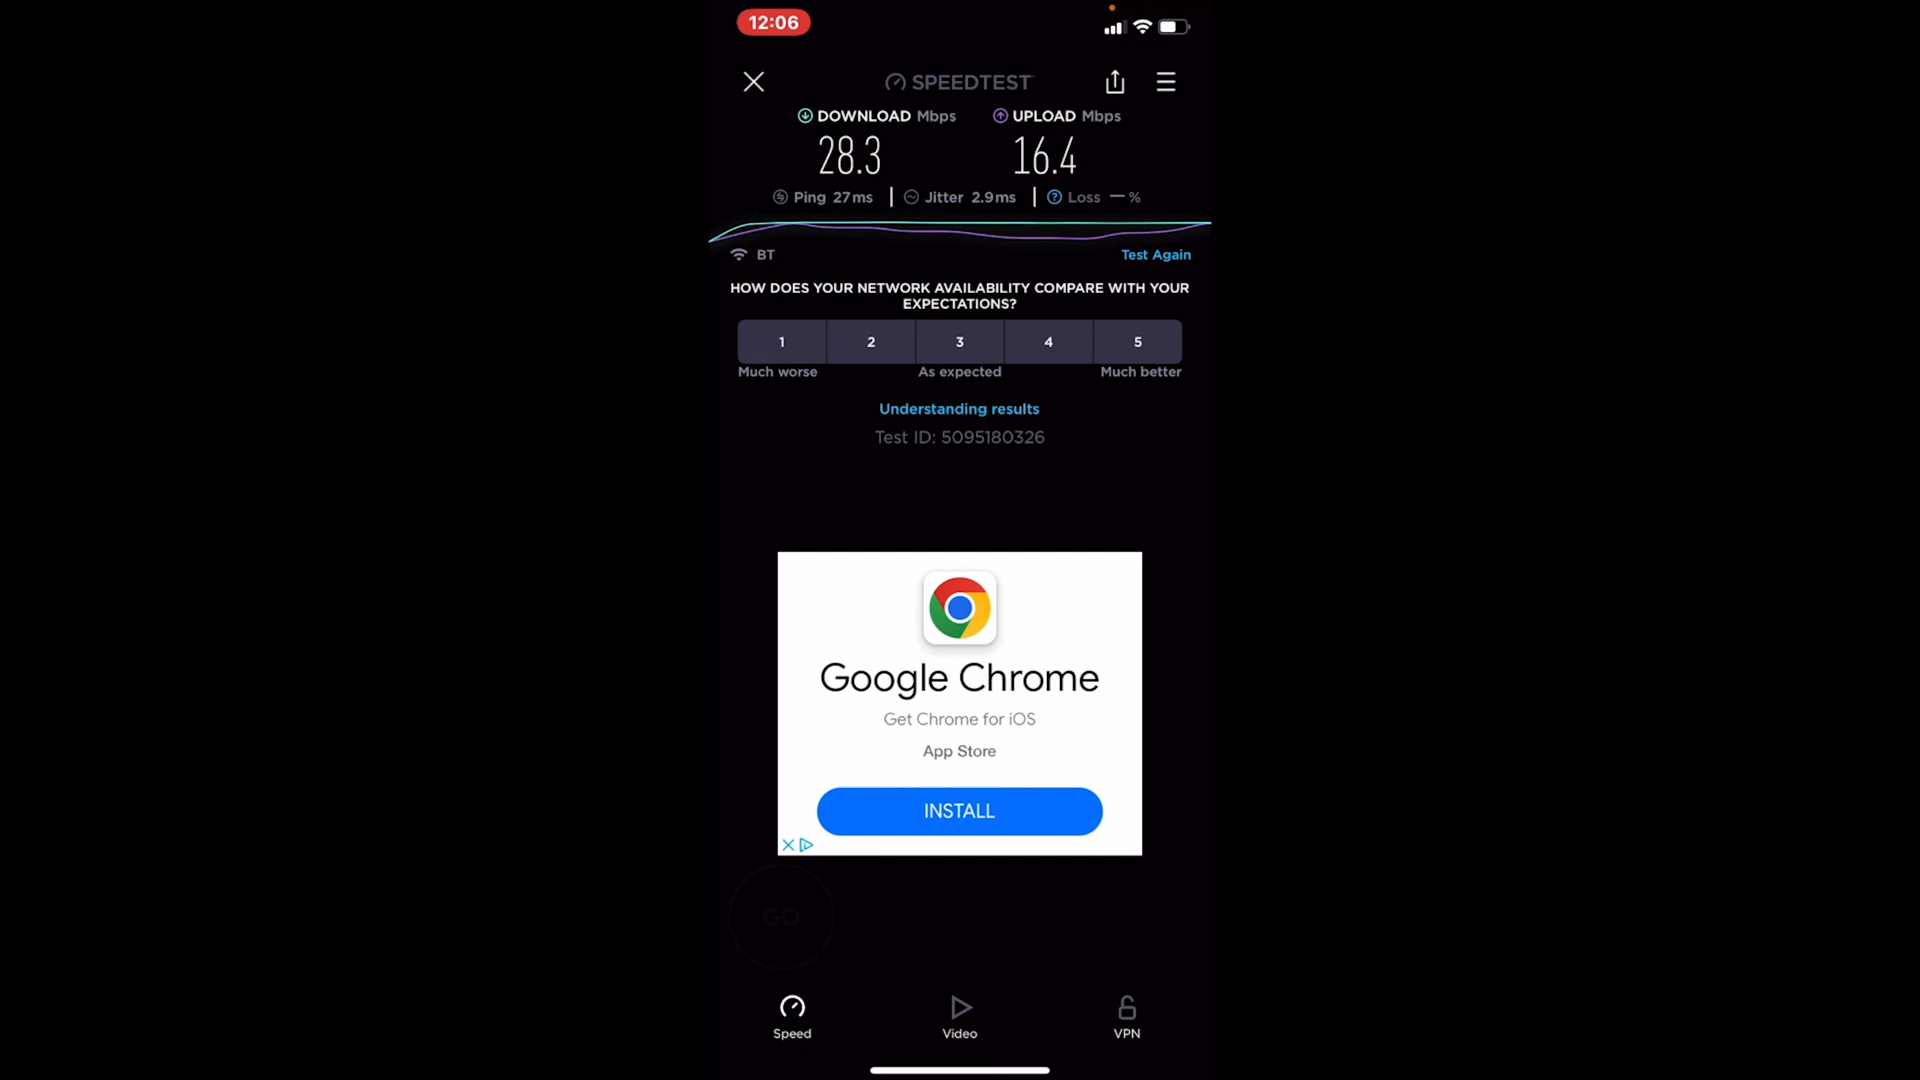 12:06
SPEEDTEST
DOWNLOAD Mbps
UPLOAD Mbps
28.3
16.4
Ping 27ms
Jitter 2.9ms
Loss — %
BT
Test Again
HOW DOES YOUR NETWORK AVAILABILITY COMPARE WITH YOUR
EXPECTATIONS?
1 2 3 4 5
Much worse As expected Much better
Understanding results
Test ID: 5095180326
Google Chrome
Get Chrome for iOS
App Store
INSTALL
GO
Speed Video VPN